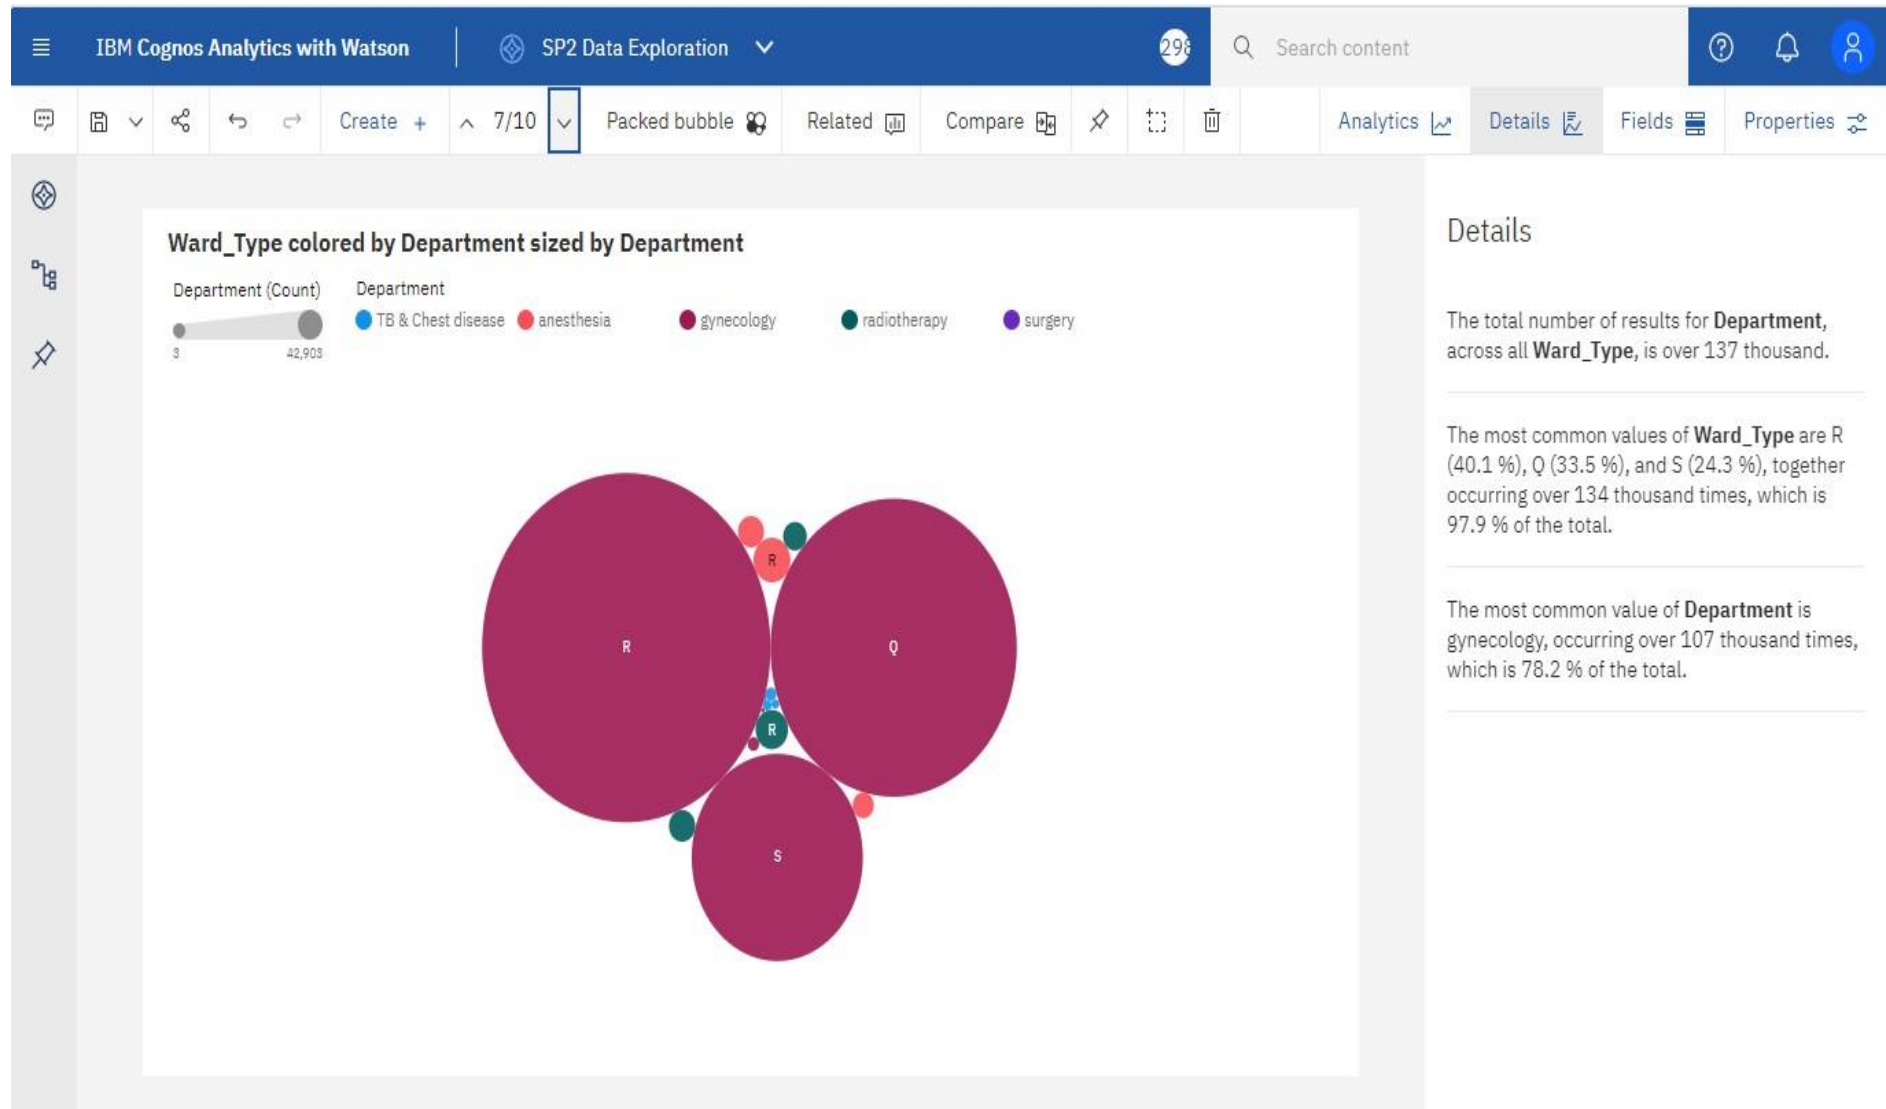 IBM Cognos Analytics with Watson
SP2 Data Exploration
298
Search content
Create +
7/10
Packed bubble
Related
Compare
Analytics
Details
Fields
Properties
Ward_Type colored by Department sized by Department
Department (Count)
3
42,903
Department
TB & Chest disease
anesthesia
gynecology
radiotherapy
surgery
R
R
Q
R
S
Details
The total number of results for Department,
across all Ward_Type, is over 137 thousand.
The most common values of Ward_Type are R
(40.1 %), Q (33.5 %), and S (24.3 %), together
occurring over 134 thousand times, which is
97.9 % of the total.
The most common value of Department is
gynecology, occurring over 107 thousand times,
which is 78.2 % of the total.